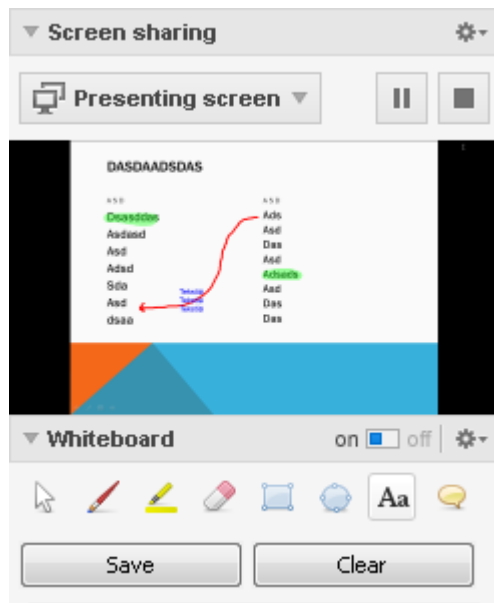 Screen sharing
Presenting screen
DASDAADSDAS
ASD
Dsasddas
Asdasd
Asd
Adsd
Sda
Asd
dsaa
ASD
Ads
Asd
Das
Asd
Adsads
Asd
Das
Das
Whiteboard
on off
Aa
Save
Clear